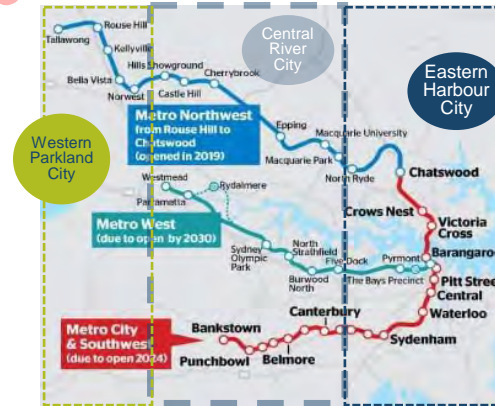 Rouse Hill
Tallawong
Kellyville
Central
River
City
Hills Showground
Cherrybrook
Bella Vista
Castle Hill
Norwest
Eastern
Harbour
City
Metro Northwest
from Rouse Hill to
Chatswood
(opened in 2019)
Epping
Macquarie University
Macquarie Park
North Ryde
Chatswood
Western
Parkland
City
Westmead
Rydalmere
Parramatta
Crows Nest
Victoria
Cross
Metro West
(due to open by 2030)
Sydney
Olympic
Park
North
Strathfield
Five Dock
Pyrmont
Barangaroo
Burwood
North
The Bays Precinct
Pitt Street
Central
Canterbury
Waterloo
Metro City
& Southwest
(due to open 2024)
Bankstown
Punchbowl
Belmore
Sydenham